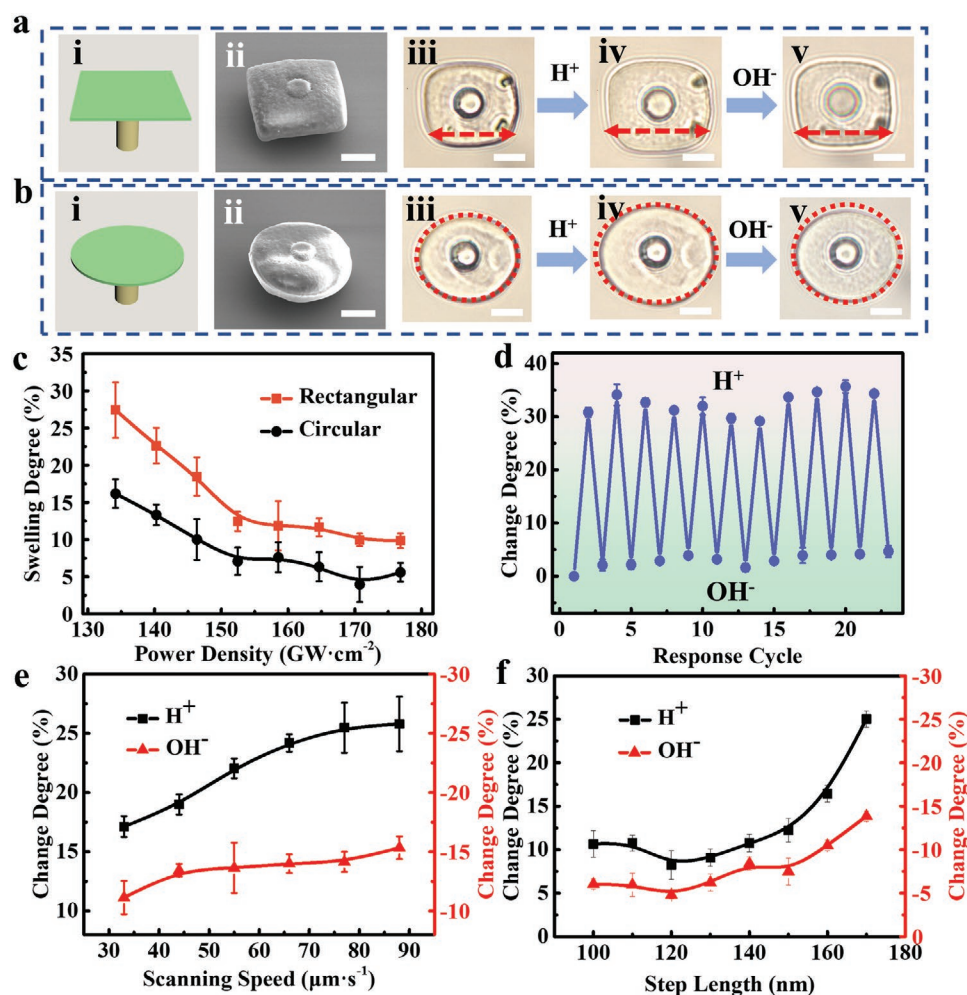 a
i
ii
iii
H⁺
iv
OH⁻
v
b
i
ii
iii
H⁺
iv
OH⁻
v
c
35
30
25
20
15
10
5
0
Swelling Degree (%)
Rectangular
Circular
130 140 150 160 170 180
Power Density (GW·cm⁻²)
d
40
30
20
10
0
Change Degree (%)
H⁺
OH⁻
0 5 10 15 20
Response Cycle
e
30
25
20
15
10
Change Degree (%)
H⁺
OH⁻
-30
-25
-20
-15
-10
Change Degree (%)
30 40 50 60 70 80 90
Scanning Speed (μm·s⁻¹)
f
30
25
20
15
10
5
0
Change Degree (%)
H⁺
OH⁻
-30
-25
-20
-15
-10
-5
0
Change Degree (%)
100 120 140 160 180
Step Length (nm)